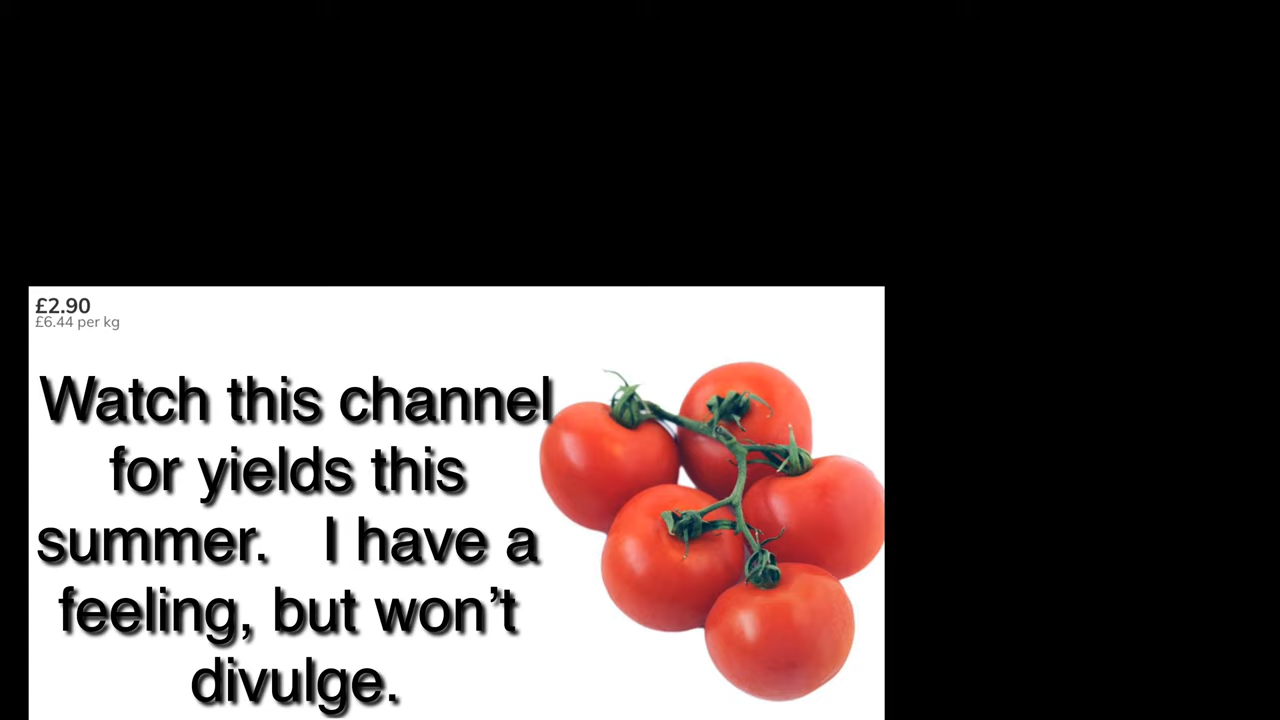 £2.90
£6.44 per kg
Watch this channel
for yields this
summer.   I have a
feeling, but won’t
divulge.